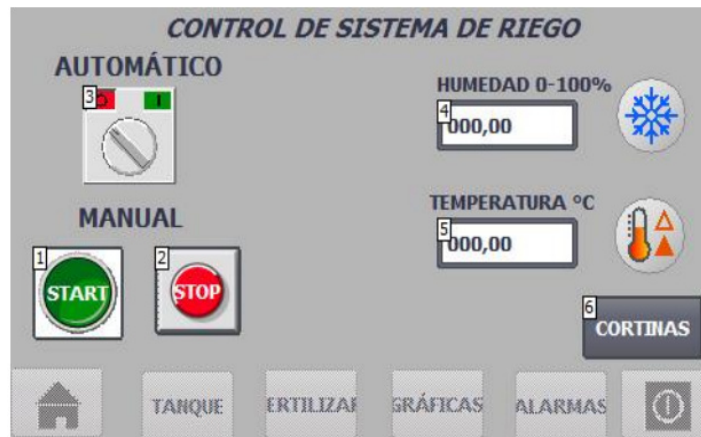 CONTROL DE SISTEMA DE RIEGO
AUTOMÁTICO
3
O I
HUMEDAD 0-100%
4
000,00
MANUAL
TEMPERATURA °C
5
000,00
1
START
2
STOP
6
CORTINAS
TANQUE
ERTILIZAR
GRÁFICAS
ALARMAS